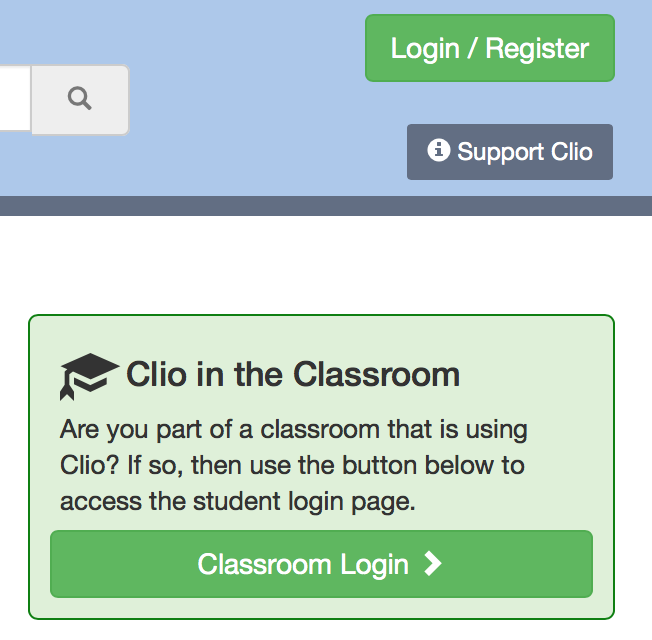 Login / Register
Support Clio
Clio in the Classroom
Are you part of a classroom that is using
Clio? If so, then use the button below to
access the student login page.
Classroom Login